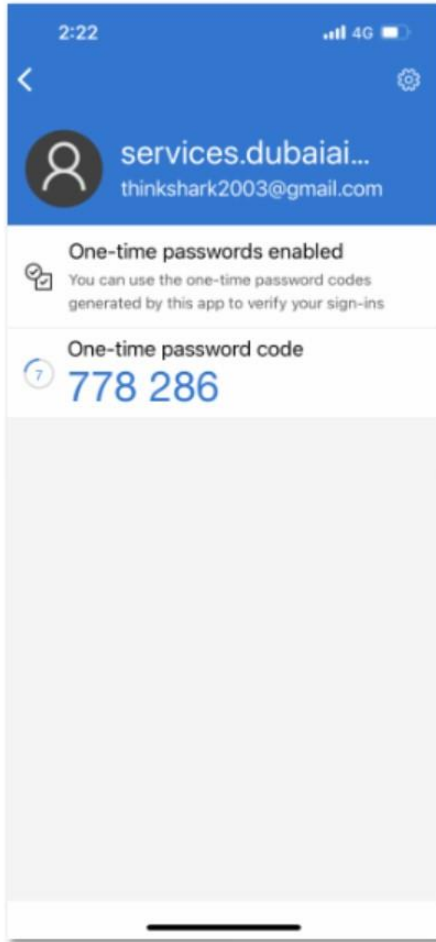 2:22
4G
services.dubaiai...
thinkshark2003@gmail.com
One-time passwords enabled
You can use the one-time password codes
generated by this app to verify your sign-ins
One-time password code
7
778 286